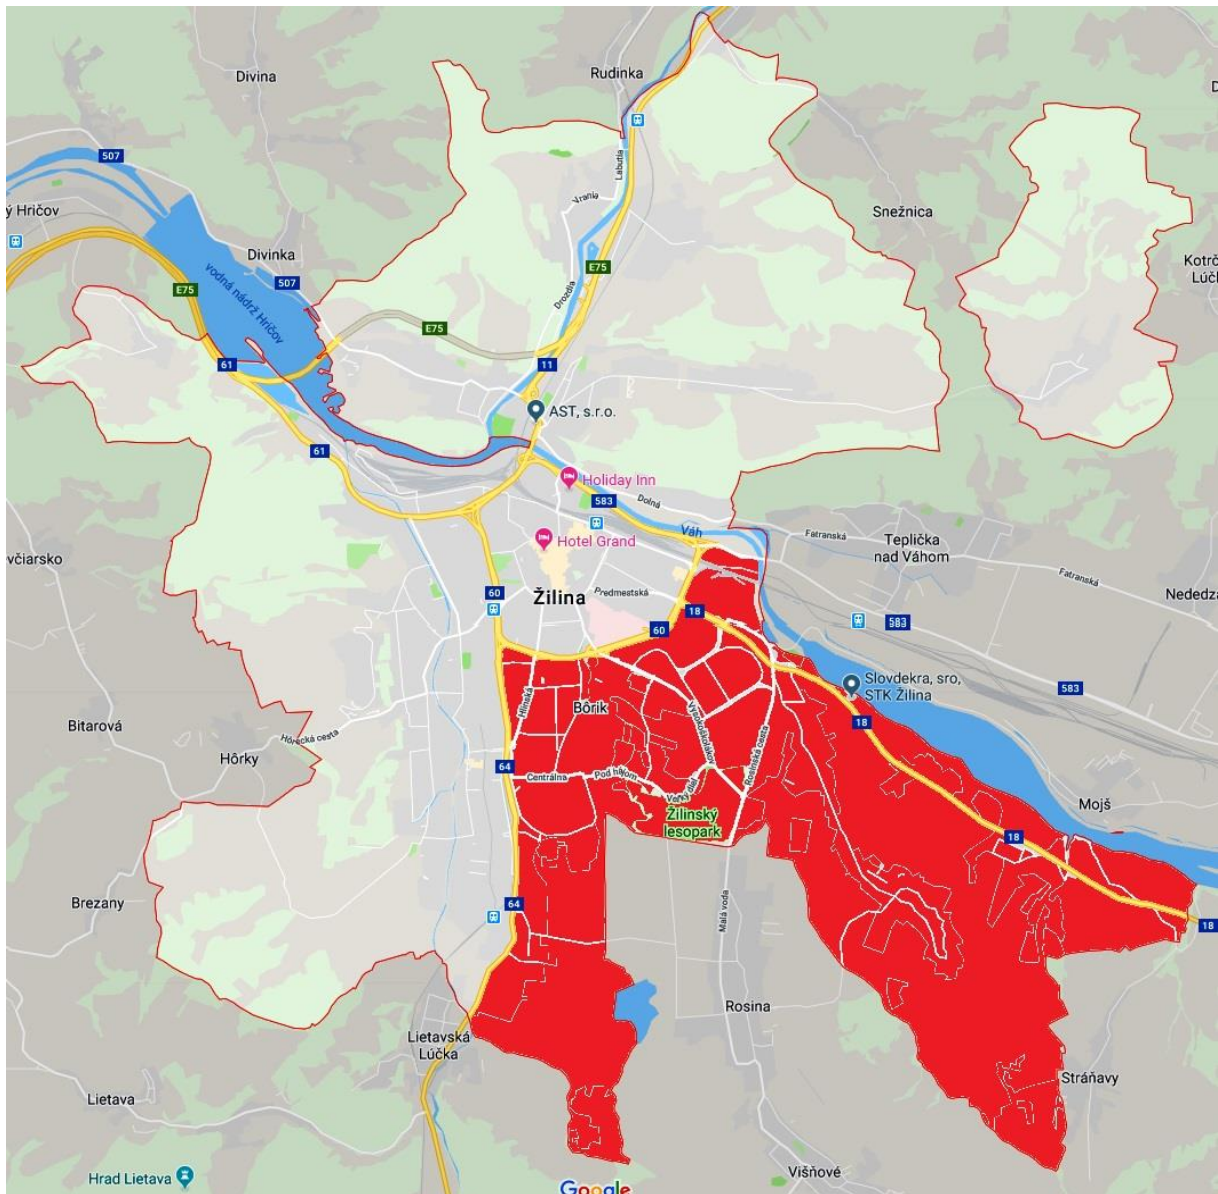 Divina
Rudinka
507
Labutia
Vrania
ý Hričov
Snežnica
Divinka
507
Kotrč
Lúč
E75
E75
vodná nádrž Hričov
Drozdia
E75
61
11
AST, s.r.o.
61
Holiday Inn
583
Dolná
Váh
Fatranská
Teplička
nad Váhom
Hotel Grand
včiarsko
Fatranská
60
Predmestská
Nededza
Žilina
18
583
60
Slovdekra, sro,
STK Žilina
583
Hlinská
Bôrik
Vysokoškolákov
18
Bitarová
Hôrecká cesta
Hôrky
Rosinská cesta
64
Centrálna
Pod hájom
Veľký diel
Mojš
Žilinský
lesopark
18
Brezany
64
Malá voda
18
Rosina
Lietavská
Lúčka
Stráňavy
Lietava
Hrad Lietava
Višňové
Google